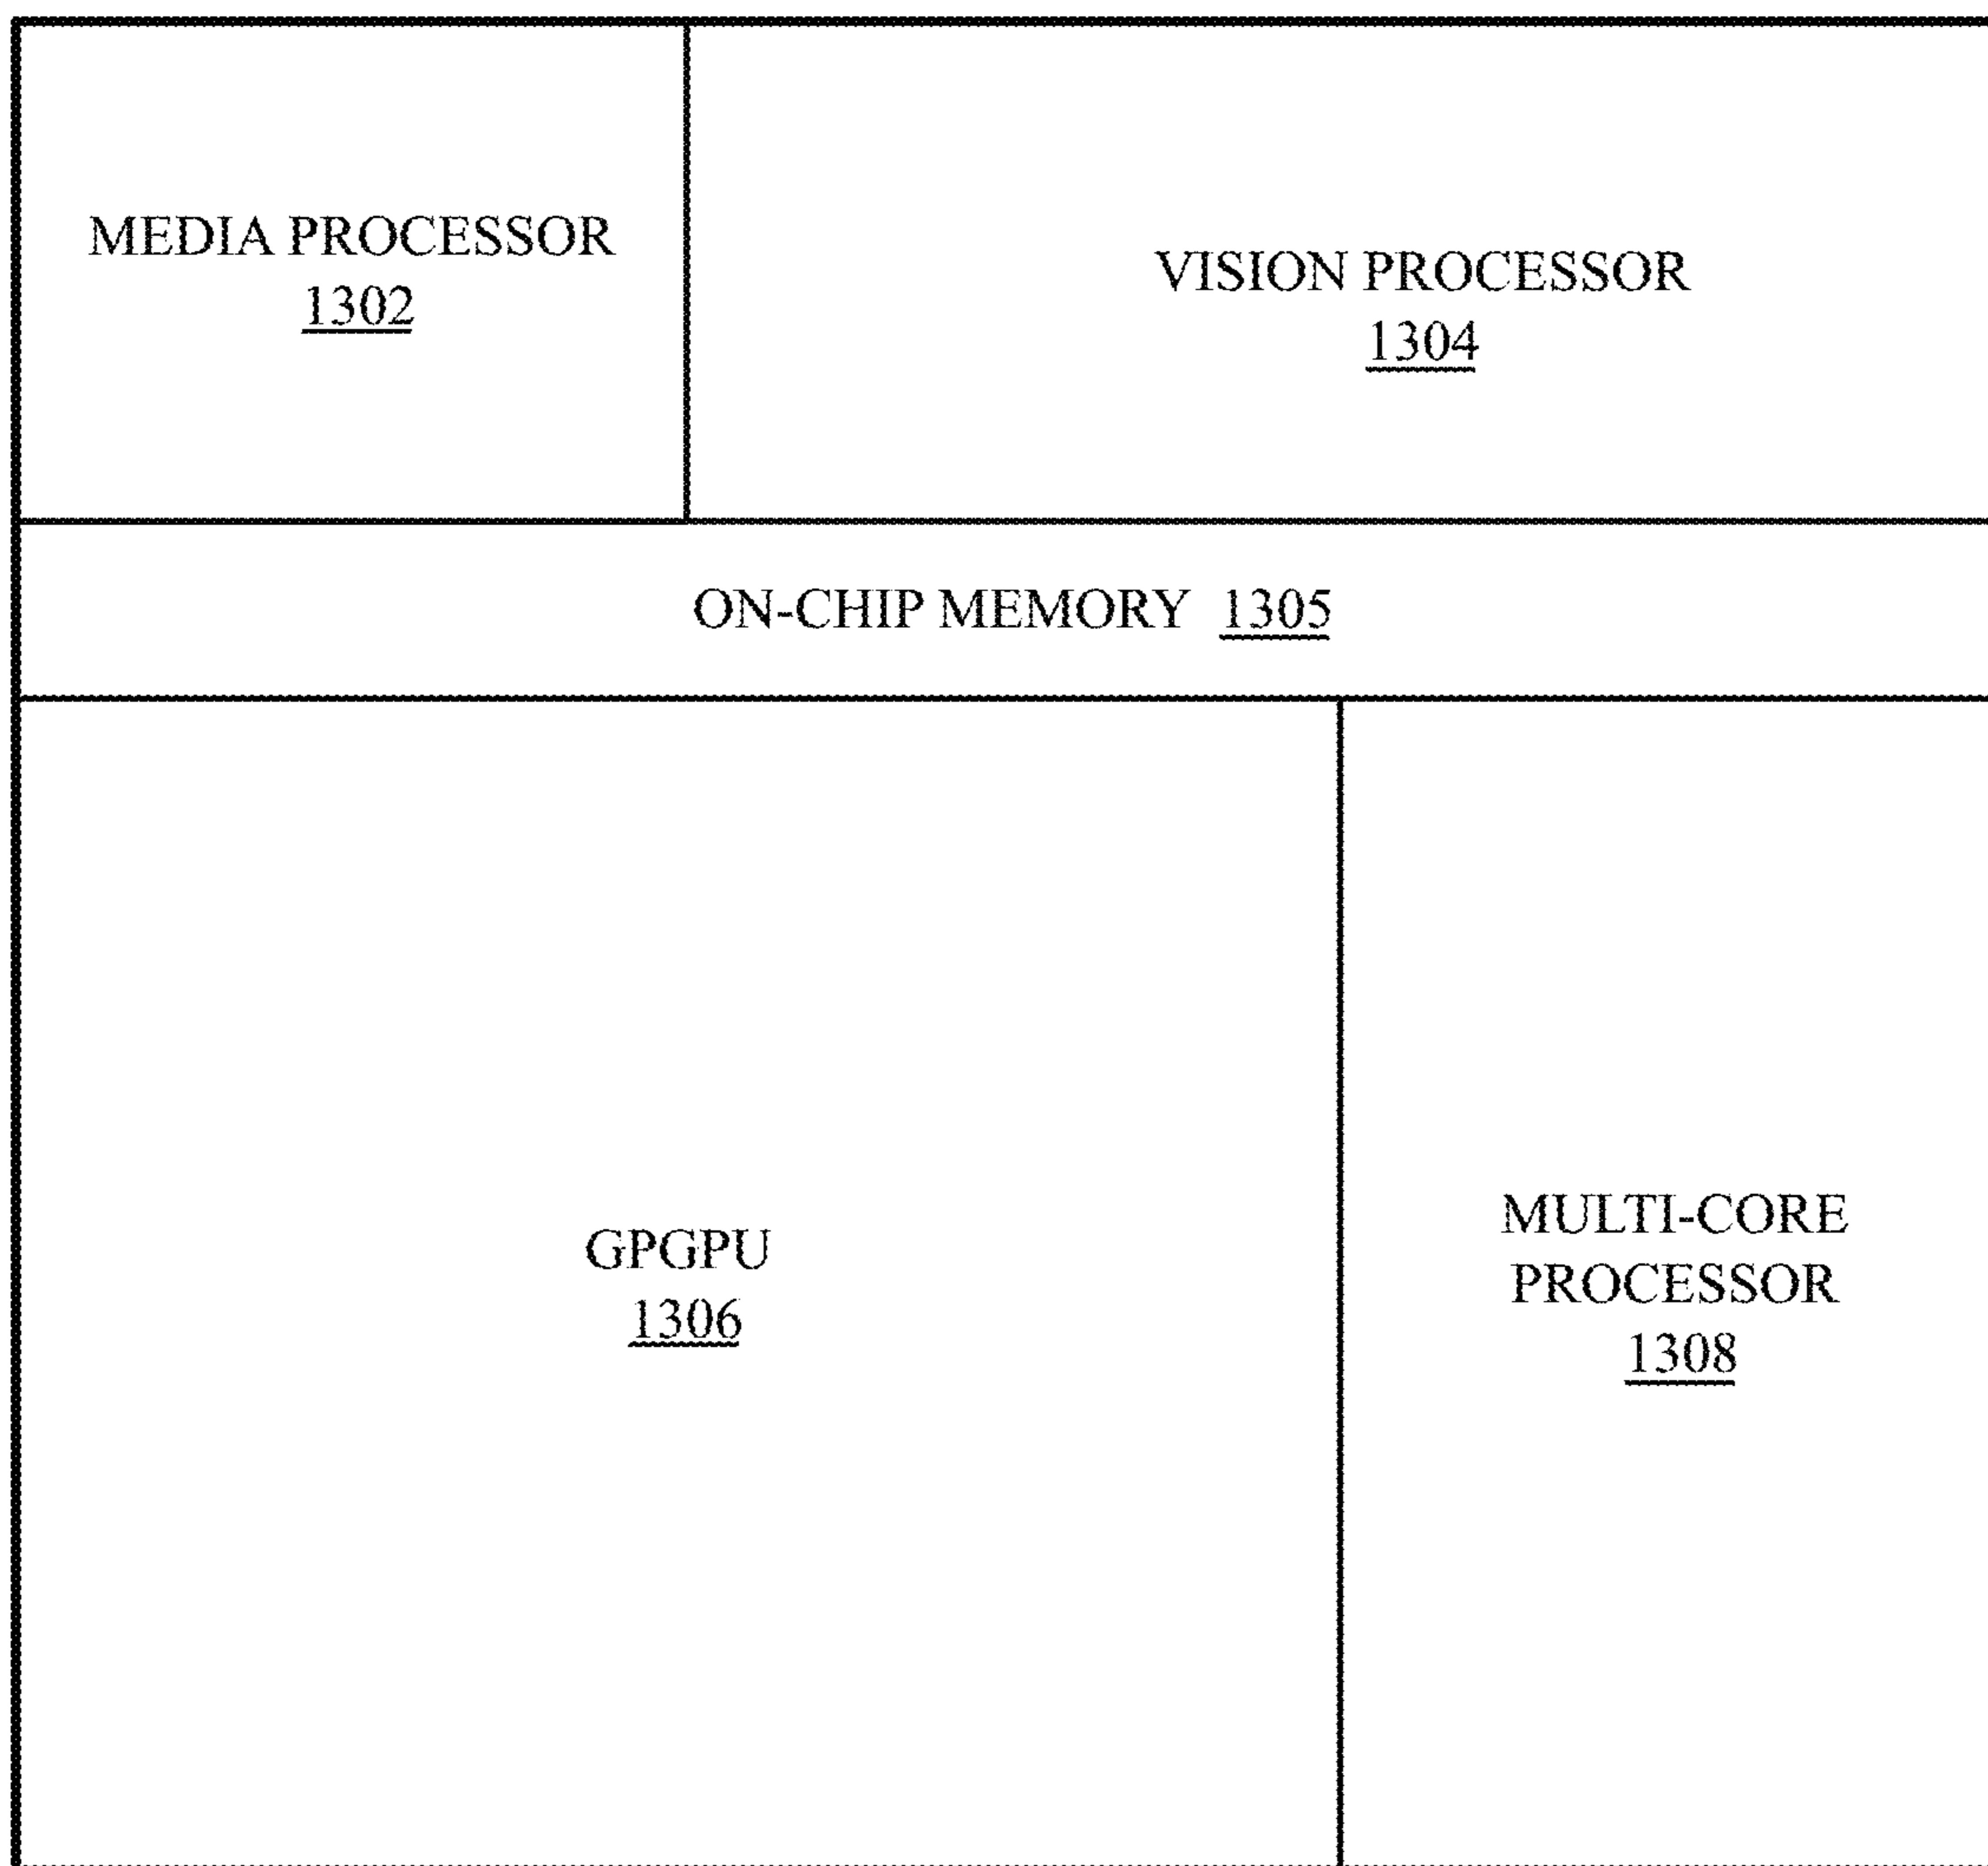 MEDIA PROCESSOR
1302
VISION PROCESSOR
1304
ON-CHIP MEMORY 1305
GPGPU
1306
MULTI-CORE
PROCESSOR
1308